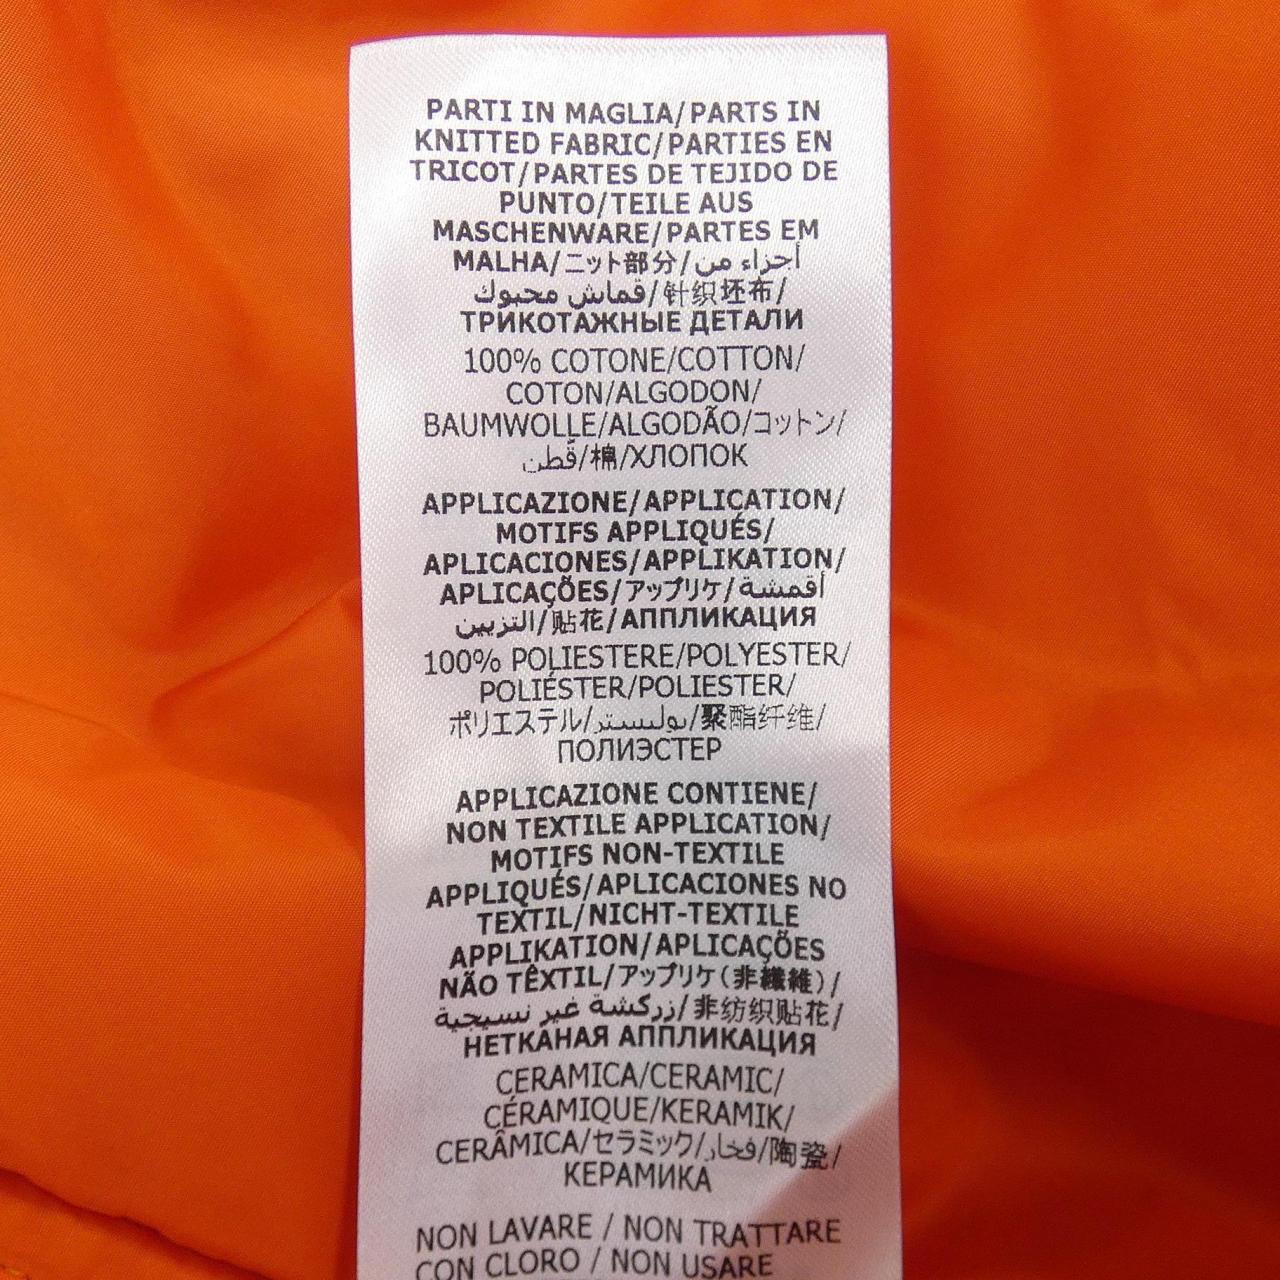 PARTI IN MAGLIA/PARTS IN
KNITTED FABRIC/PARTIES EN
TRICOT/PARTES DE TEJIDO DE
PUNTO/TEILE AUS
MASCHENWARE/PARTES EM
MALHA/ニット部分/أجزاء من
قماش محبوك/针织坯布/
ТРИКОТАЖНЫЕ ДЕТАЛИ
100% COTONE/COTTON/
COTON/ALGODON/
BAUMWOLLE/ALGODÃO/コットン/
قُطن/棉/ХЛОПОК
APPLICAZIONE/APPLICATION/
MOTIFS APPLIQUÉS/
APLICACIONES/APPLIKATION/
APLICAÇÕES/アップリケ/أقمشة
التزيين/贴花/АППЛИКАЦИЯ
100% POLIESTERE/POLYESTER/
POLIÉSTER/POLIESTER/
ポリエステル/بوليستر/聚酯纤维/
ПОЛИЭСТЕР
APPLICAZIONE CONTIENE/
NON TEXTILE APPLICATION/
MOTIFS NON-TEXTILE
APPLIQUÉS/APLICACIONES NO
TEXTIL/NICHT-TEXTILE
APPLIKATION/APLICAÇÕES
NÃO TÊXTIL/アップリケ(非繊維)/
زركشة غير نسيجية/非纺织贴花/
НЕТКАНАЯ АППЛИКАЦИЯ
CERAMICA/CERAMIC/
CÉRAMIQUE/KERAMIK/
CERÂMICA/セラミック/فخار/陶瓷/
КЕРАМИКА
NON LAVARE / NON TRATTARE
CON CLORO / NON USARE